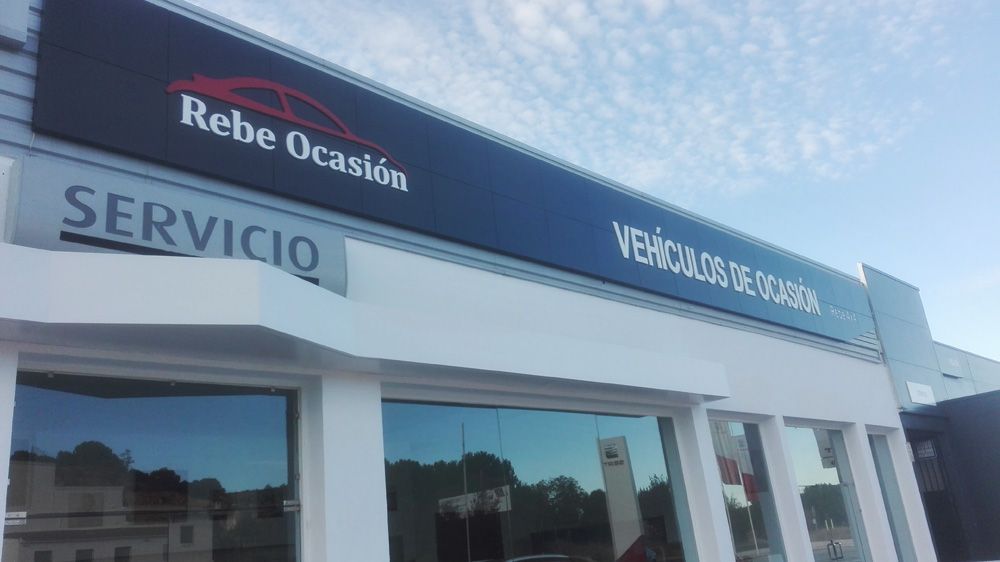 Rebe Ocasión
SERVICIO
VEHÍCULOS DE OCASIÓN